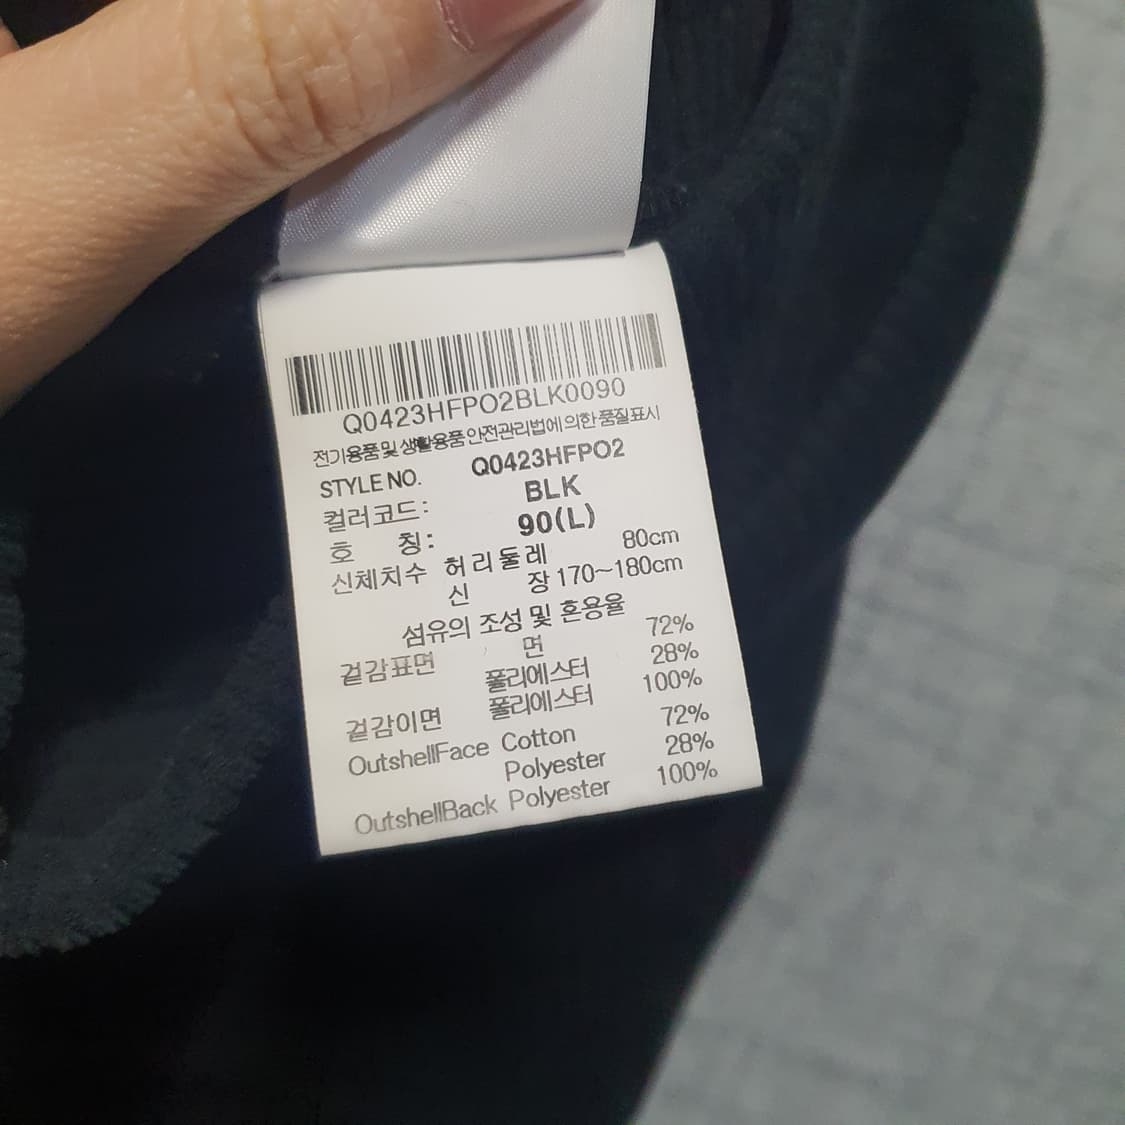 Q0423HFPO2BLK0090
전기용품 및 생활용품 안전관리법에 의한 품질표시
STYLE NO. Q0423HFPO2
컬러코드: BLK
호 칭: 90(L)
신체치수 허리둘레 80cm
신 장 170~180cm
섬유의 조성 및 혼용율
겉감표면 면 72%
폴리에스터 28%
겉감이면 폴리에스터 100%
OutshellFace Cotton 72%
Polyester 28%
OutshellBack Polyester 100%